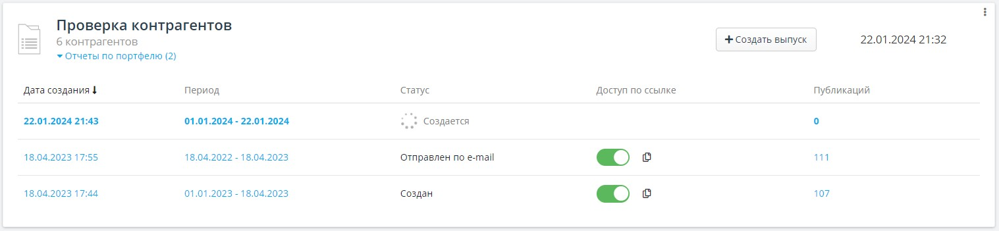 Проверка контрагентов
6 контрагентов
Отчеты по портфелю (2)
Создать выпуск
22.01.2024 21:32
Дата создания Период Статус Доступ по ссылке Публикаций
22.01.2024 21:43 01.01.2024 - 22.01.2024 Создается 0
18.04.2023 17:55 18.04.2022 - 18.04.2023 Отправлен по e-mail 111
18.04.2023 17:44 01.01.2023 - 18.04.2023 Создан 107